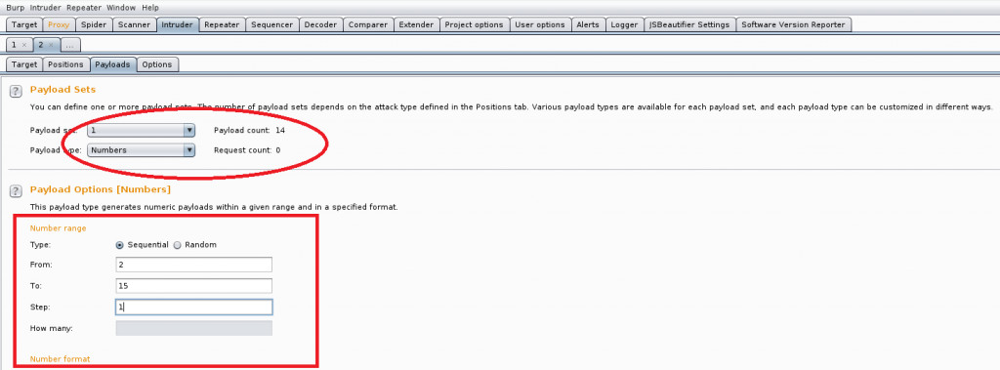 Burp Intruder Repeater Window Help
Target Proxy Spider Scanner Intruder Repeater Sequencer Decoder Comparer Extender Project options User options Alerts Logger JSBeautifier Settings Software Version Reporter
1 × 2 × ...
Target Positions Payloads Options
? Payload Sets
You can define one or more payload sets. The number of payload sets depends on the attack type defined in the Positions tab. Various payload types are available for each payload set, and each payload type can be customized in different ways.
Payload set: 1 Payload count: 14
Payload type: Numbers Request count: 0
? Payload Options [Numbers]
This payload type generates numeric payloads within a given range and in a specified format.
Number range
Type: Sequential Random
From: 2
To: 15
Step: 1
How many:
Number format